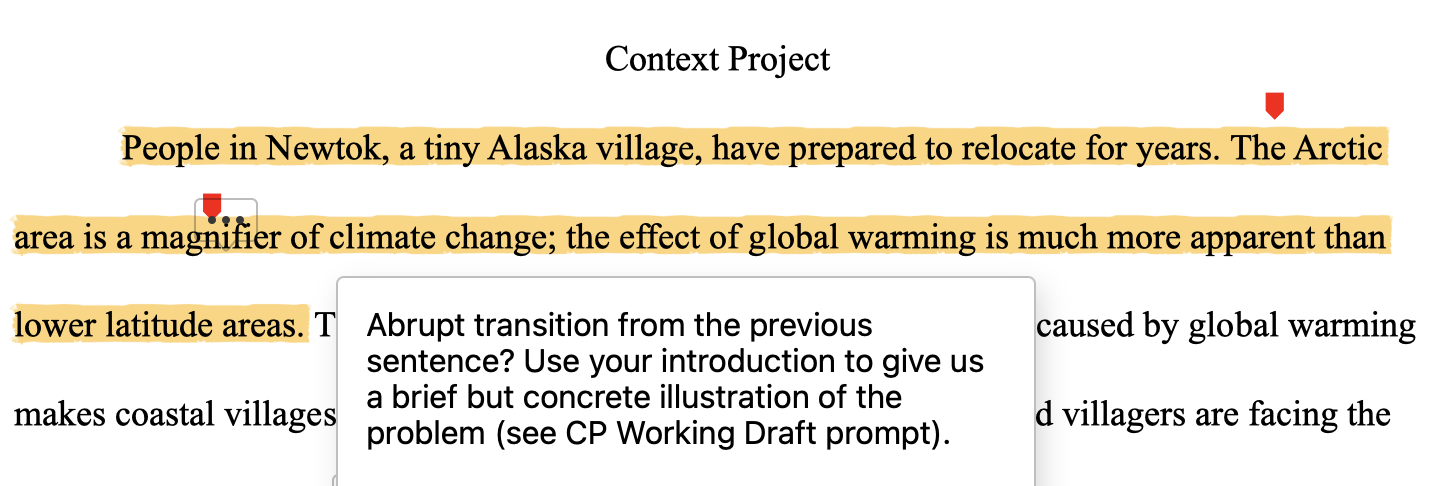 Context Project
People in Newtok, a tiny Alaska village, have prepared to relocate for years. The Arctic
area is a magnifier of climate change; the effect of global warming is much more apparent than
lower latitude areas. T
caused by global warming
makes coastal villages
d villagers are facing the
Abrupt transition from the previous
sentence? Use your introduction to give us
a brief but concrete illustration of the
problem (see CP Working Draft prompt).